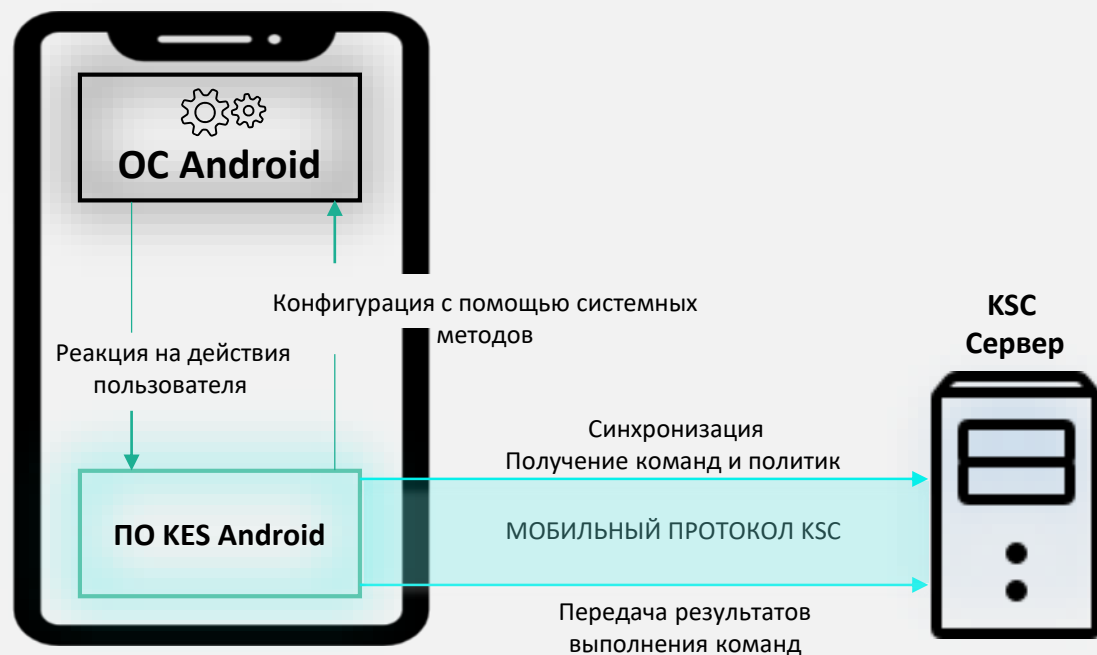 ОС Android
Конфигурация с помощью системных
методов
Реакция на действия
пользователя
KSC
Сервер
Синхронизация
Получение команд и политик
ПО KES Android
МОБИЛЬНЫЙ ПРОТОКОЛ KSC
Передача результатов
выполнения команд